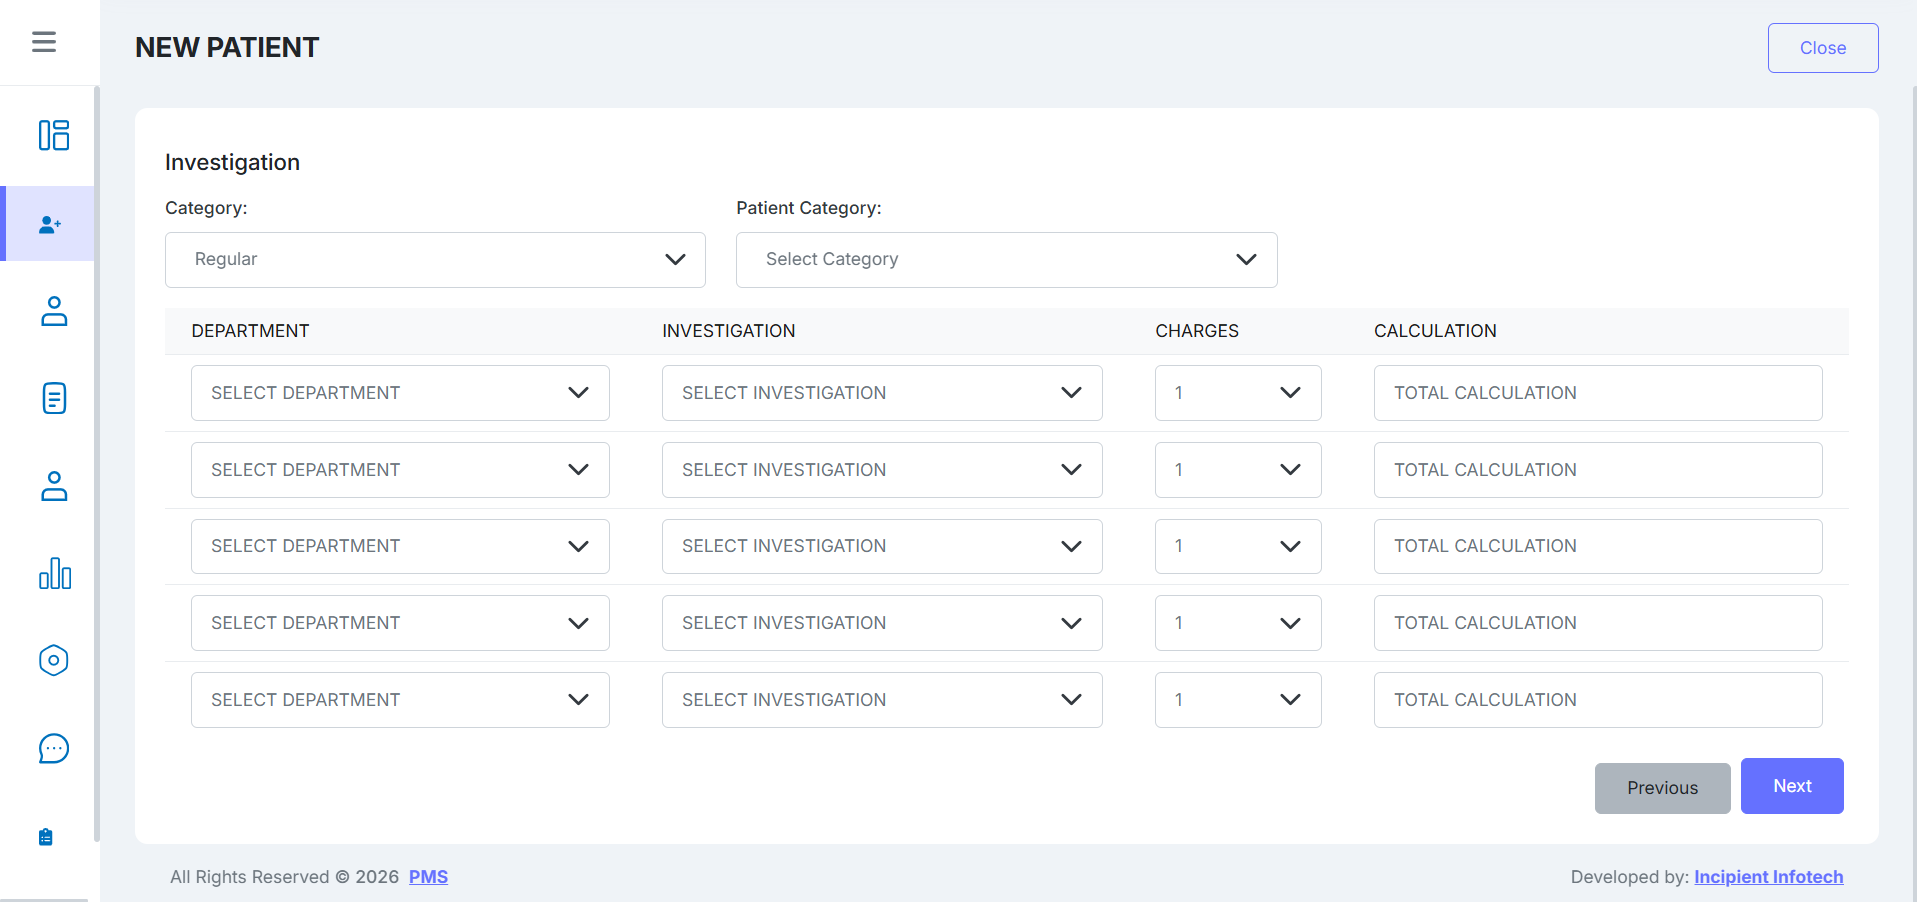 NEW PATIENT
Close
Investigation
Category: Patient Category:
Regular Select Category
DEPARTMENT INVESTIGATION CHARGES CALCULATION
SELECT DEPARTMENT SELECT INVESTIGATION 1 TOTAL CALCULATION
SELECT DEPARTMENT SELECT INVESTIGATION 1 TOTAL CALCULATION
SELECT DEPARTMENT SELECT INVESTIGATION 1 TOTAL CALCULATION
SELECT DEPARTMENT SELECT INVESTIGATION 1 TOTAL CALCULATION
SELECT DEPARTMENT SELECT INVESTIGATION 1 TOTAL CALCULATION
Previous Next
All Rights Reserved © 2026 PMS Developed by: Incipient Infotech